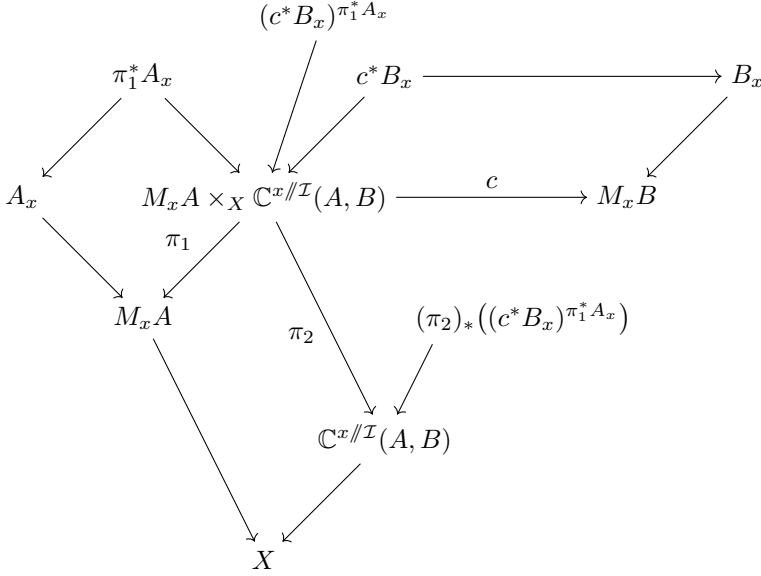 $(c^*B_x)^{\pi_1^*A_x}$
$\pi_1^*A_x$
$c^*B_x$
$B_x$
$A_x$
$M_xA \times_X \mathbb{C}^{x/\!\!/\mathcal{I}}(A, B)$
$c$
$M_xB$
$\pi_1$
$M_xA$
$\pi_2$
$(\pi_2)_*\big((c^*B_x)^{\pi_1^*A_x}\big)$
$\mathbb{C}^{x/\!\!/\mathcal{I}}(A, B)$
$X$